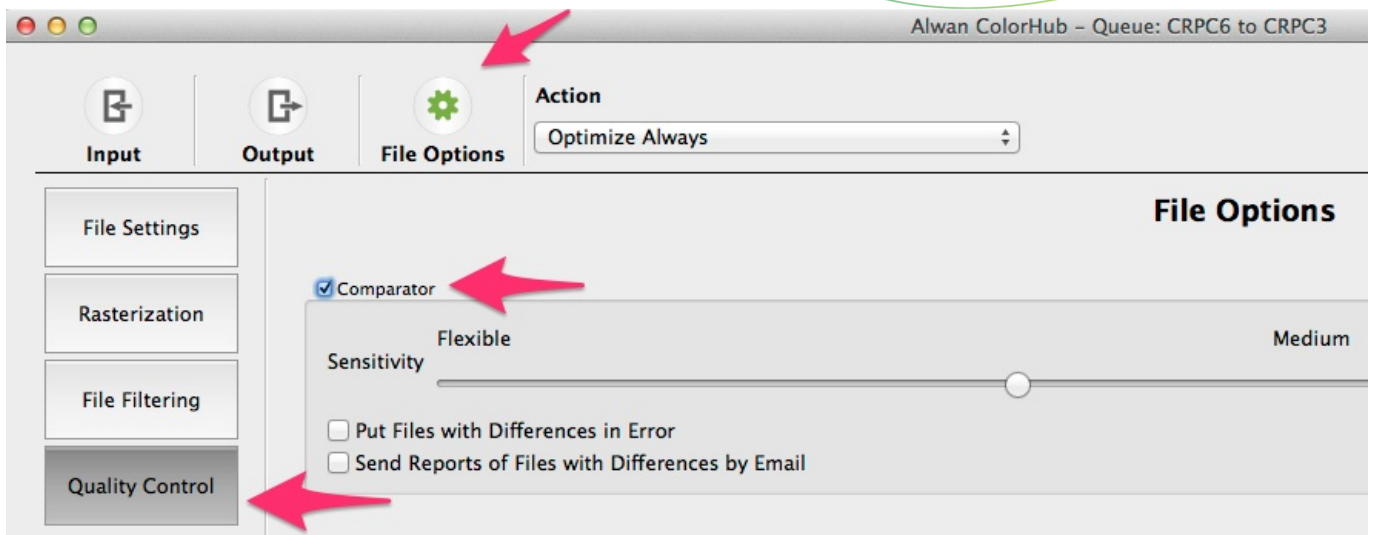 Alwan ColorHub – Queue: CRPC6 to CRPC3
Action
Optimize Always
Input
Output
File Options
File Options
File Settings
Comparator
Rasterization
Flexible
Medium
Sensitivity
File Filtering
Put Files with Differences in Error
Send Reports of Files with Differences by Email
Quality Control